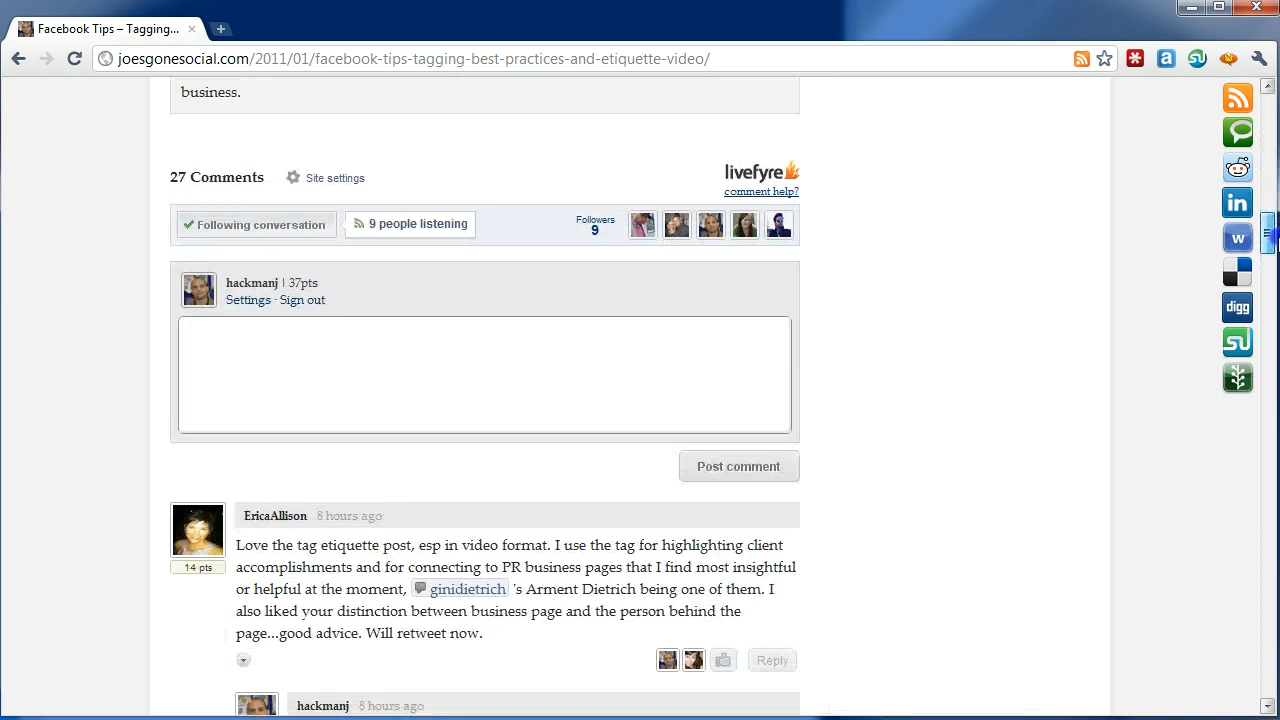 Facebook Tips – Tagging...
joesgonesocial.com/2011/01/facebook-tips-tagging-best-practices-and-etiquette-video/
business.
27 Comments Site settings
livefyre
comment help?
Following conversation 9 people listening Followers 9
hackmanj | 37pts
Settings · Sign out
Post comment
EricaAllison 8 hours ago
14 pts
Love the tag etiquette post, esp in video format. I use the tag for highlighting client
accomplishments and for connecting to PR business pages that I find most insightful
or helpful at the moment, ginidietrich 's Arment Dietrich being one of them. I
also liked your distinction between business page and the person behind the
page...good advice. Will retweet now.
Reply
hackmanj 8 hours ago
a
in
w
digg